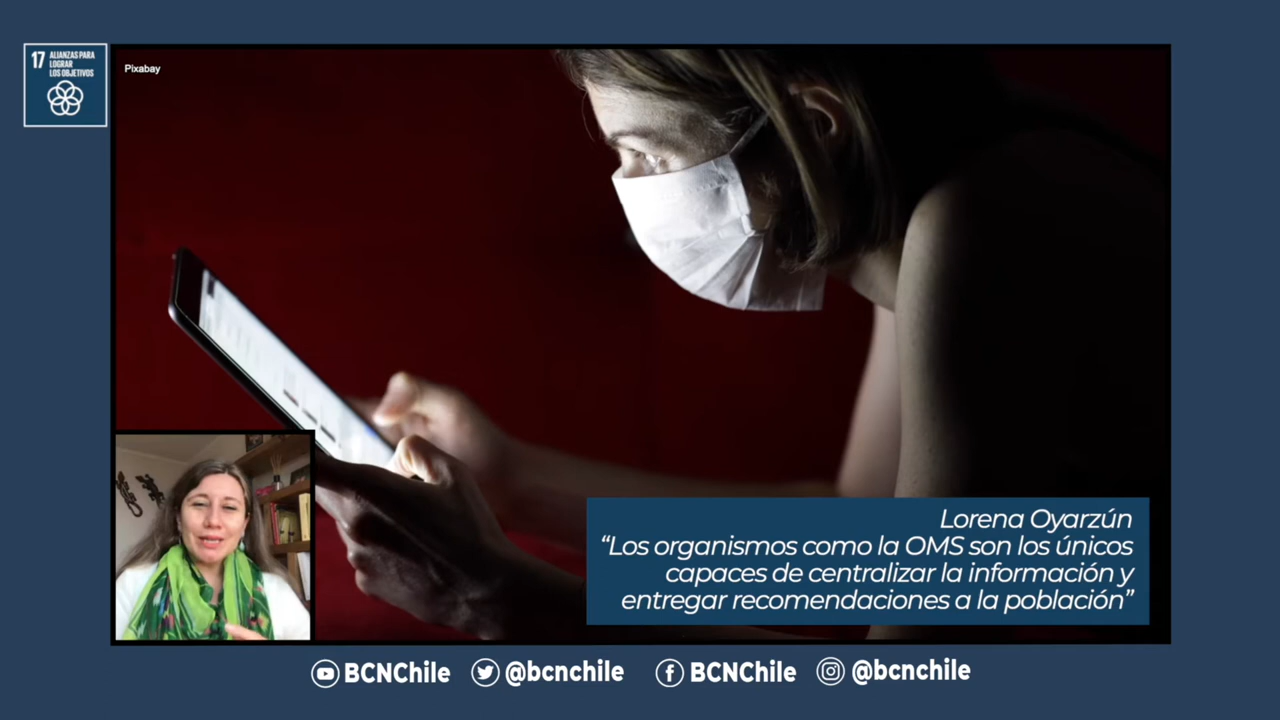 17 ALIANZAS PARA
LOGRAR
LOS OBJETIVOS
Pixabay
Lorena Oyarzún
“Los organismos como la OMS son los únicos
capaces de centralizar la información y
entregar recomendaciones a la población”
BCNChile @bcnchile BCNChile @bcnchile